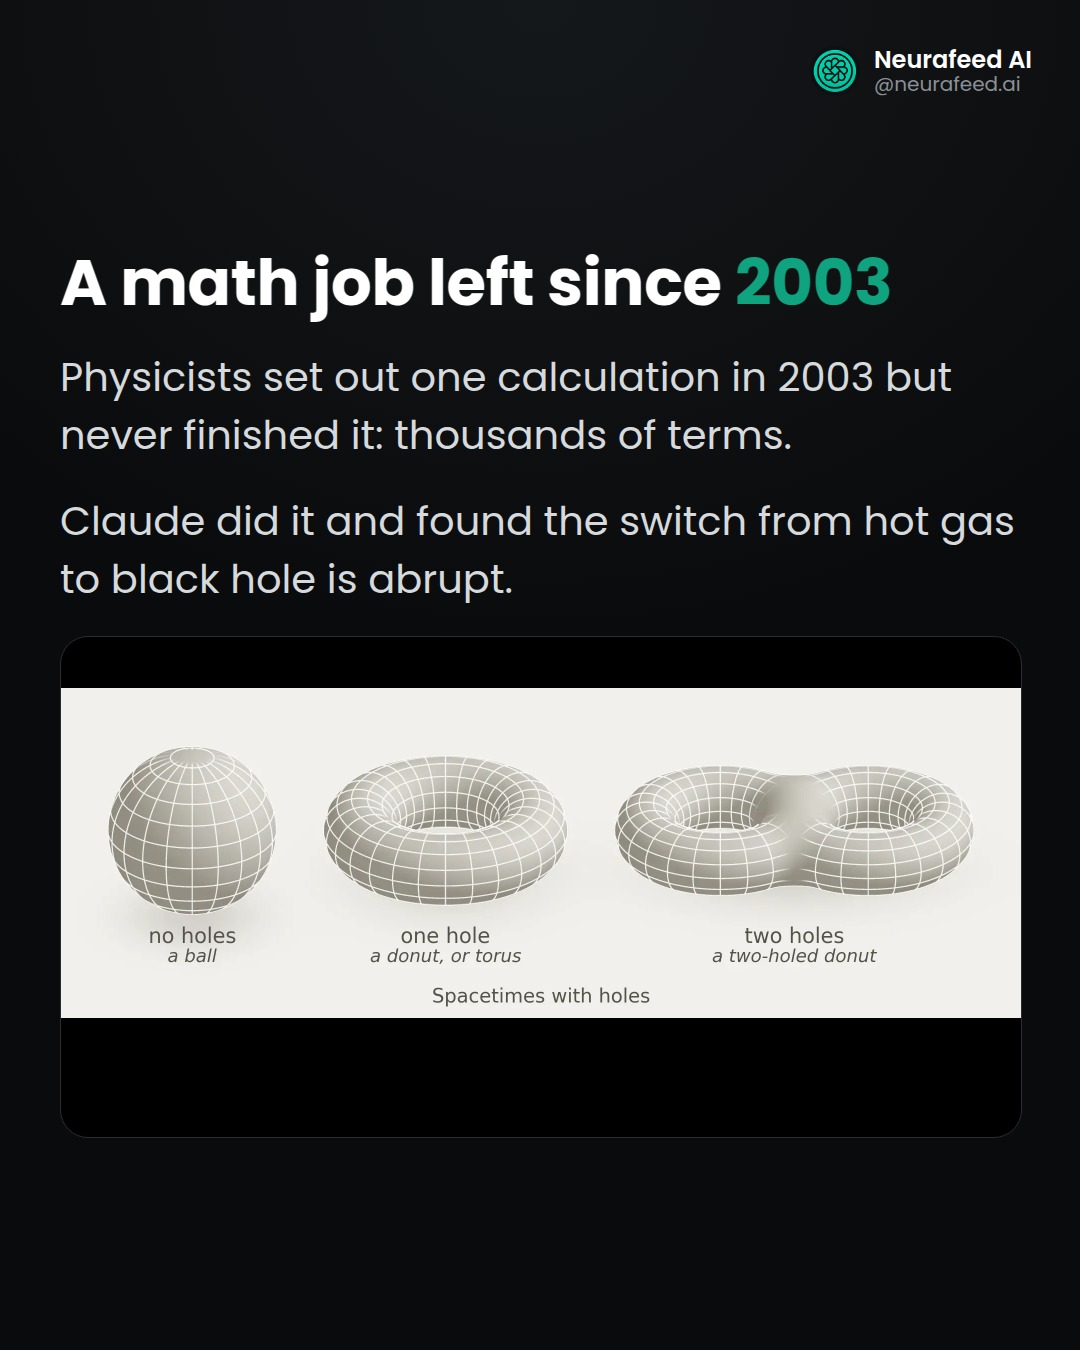 Neurafeed AI
@neurafeed.ai
A math job left since 2003
Physicists set out one calculation in 2003 but
never finished it: thousands of terms.
Claude did it and found the switch from hot gas
to black hole is abrupt.
no holes
a ball
one hole
a donut, or torus
two holes
a two-holed donut
Spacetimes with holes